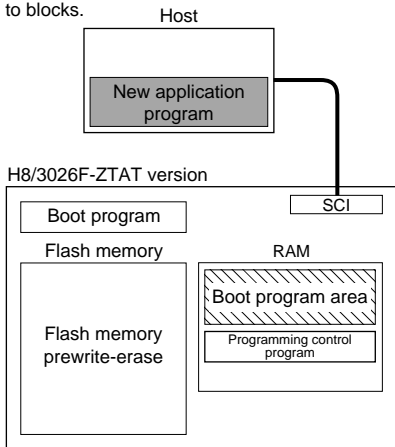 to blocks.
Host
New application
program
H8/3026F-ZTAT version
SCI
Boot program
Flash memory
RAM
Boot program area
Flash memory
prewrite-erase
Programming control
program